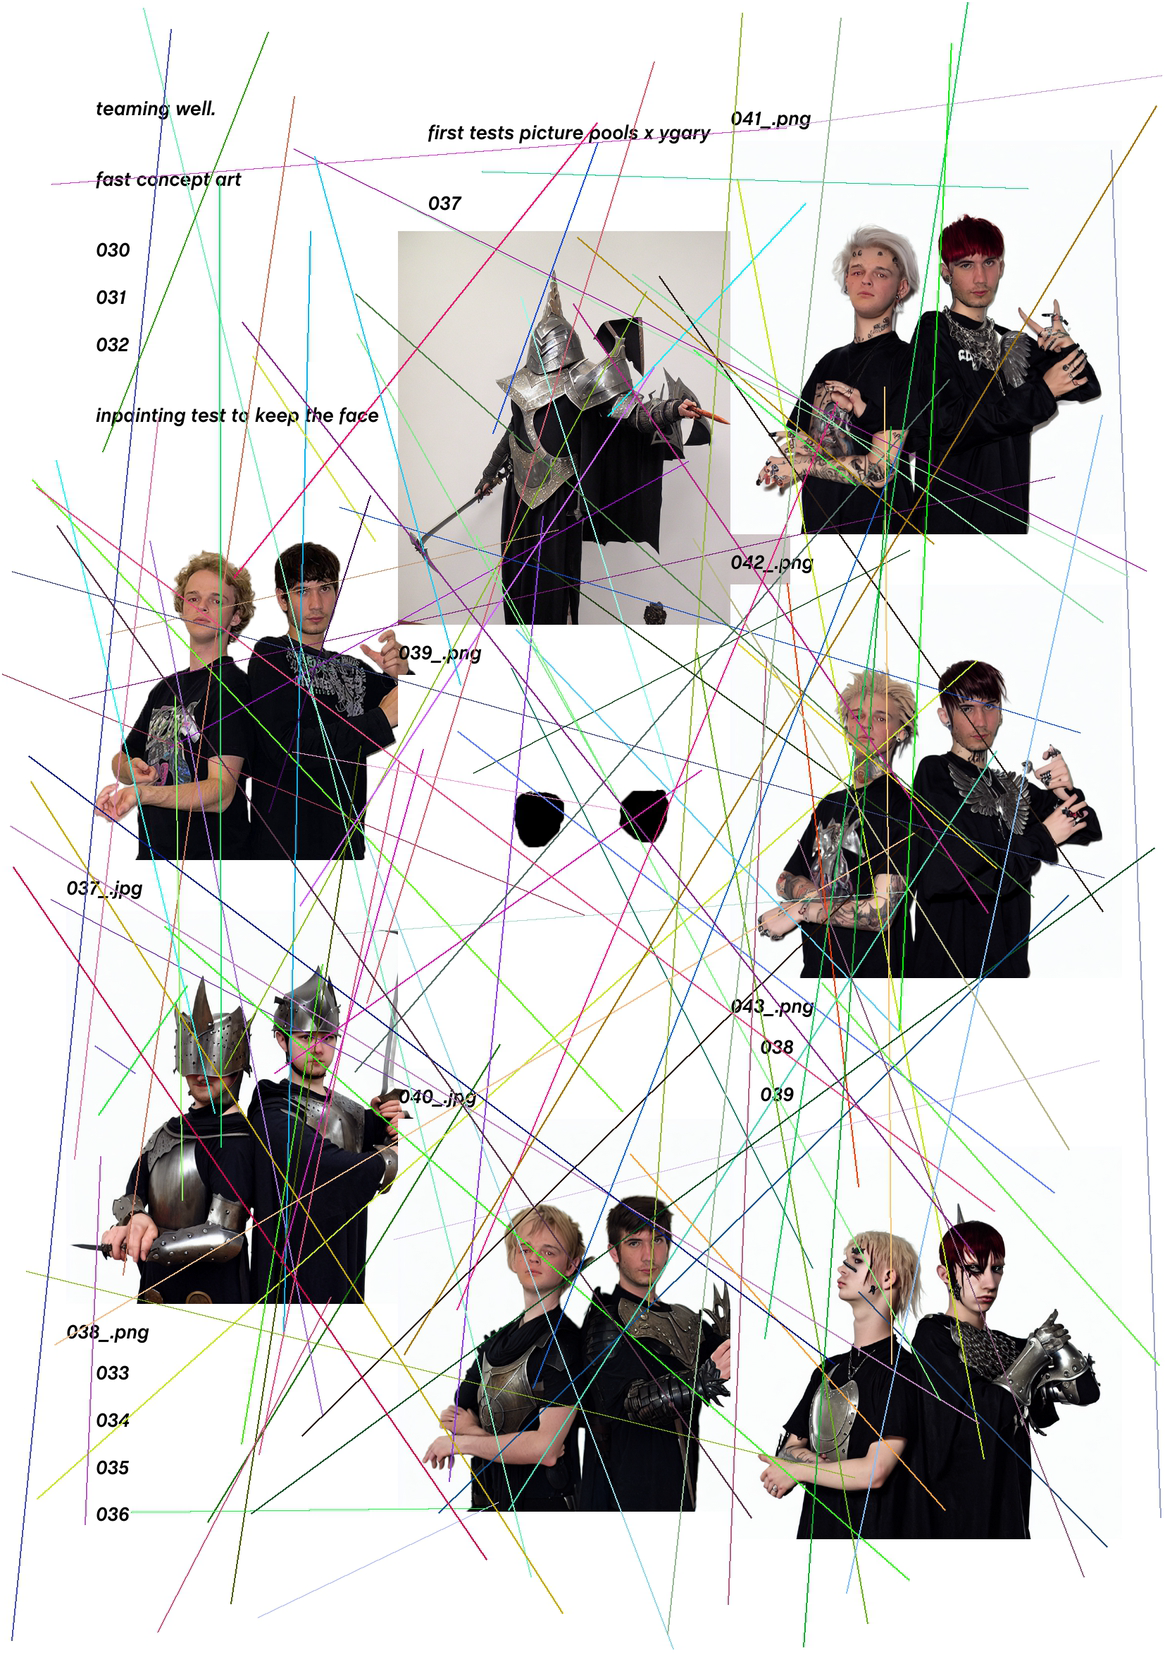 teaming well.
fast concept art
030
031
032
inpainting test to keep the face
037_.jpg
038_.png
033
034
035
036
first tests picture pools x ygary
037
039_.png
040_.jpg
041_.png
042_.png
043_.png
038
039